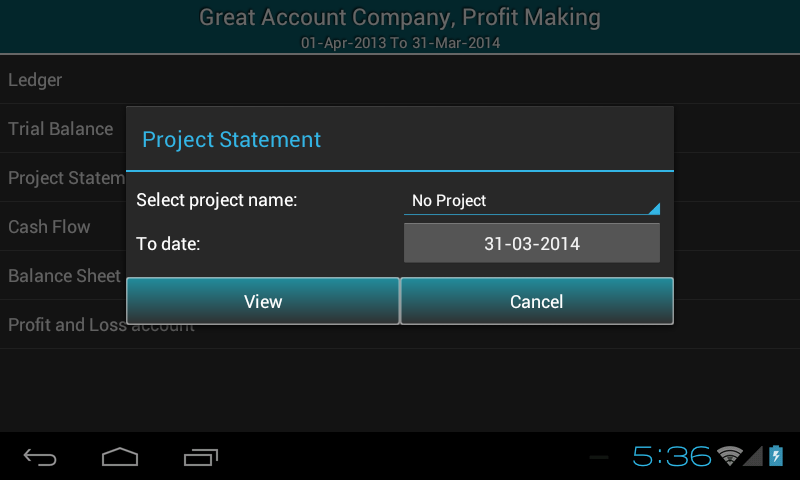 Great Account Company, Profit Making
01-Apr-2013 To 31-Mar-2014
Ledger
Trial Balance
Project Statem
Cash Flow
Balance Sheet
Profit and Loss account
Project Statement
Select project name:
No Project
To date:
31-03-2014
View
Cancel
5:36